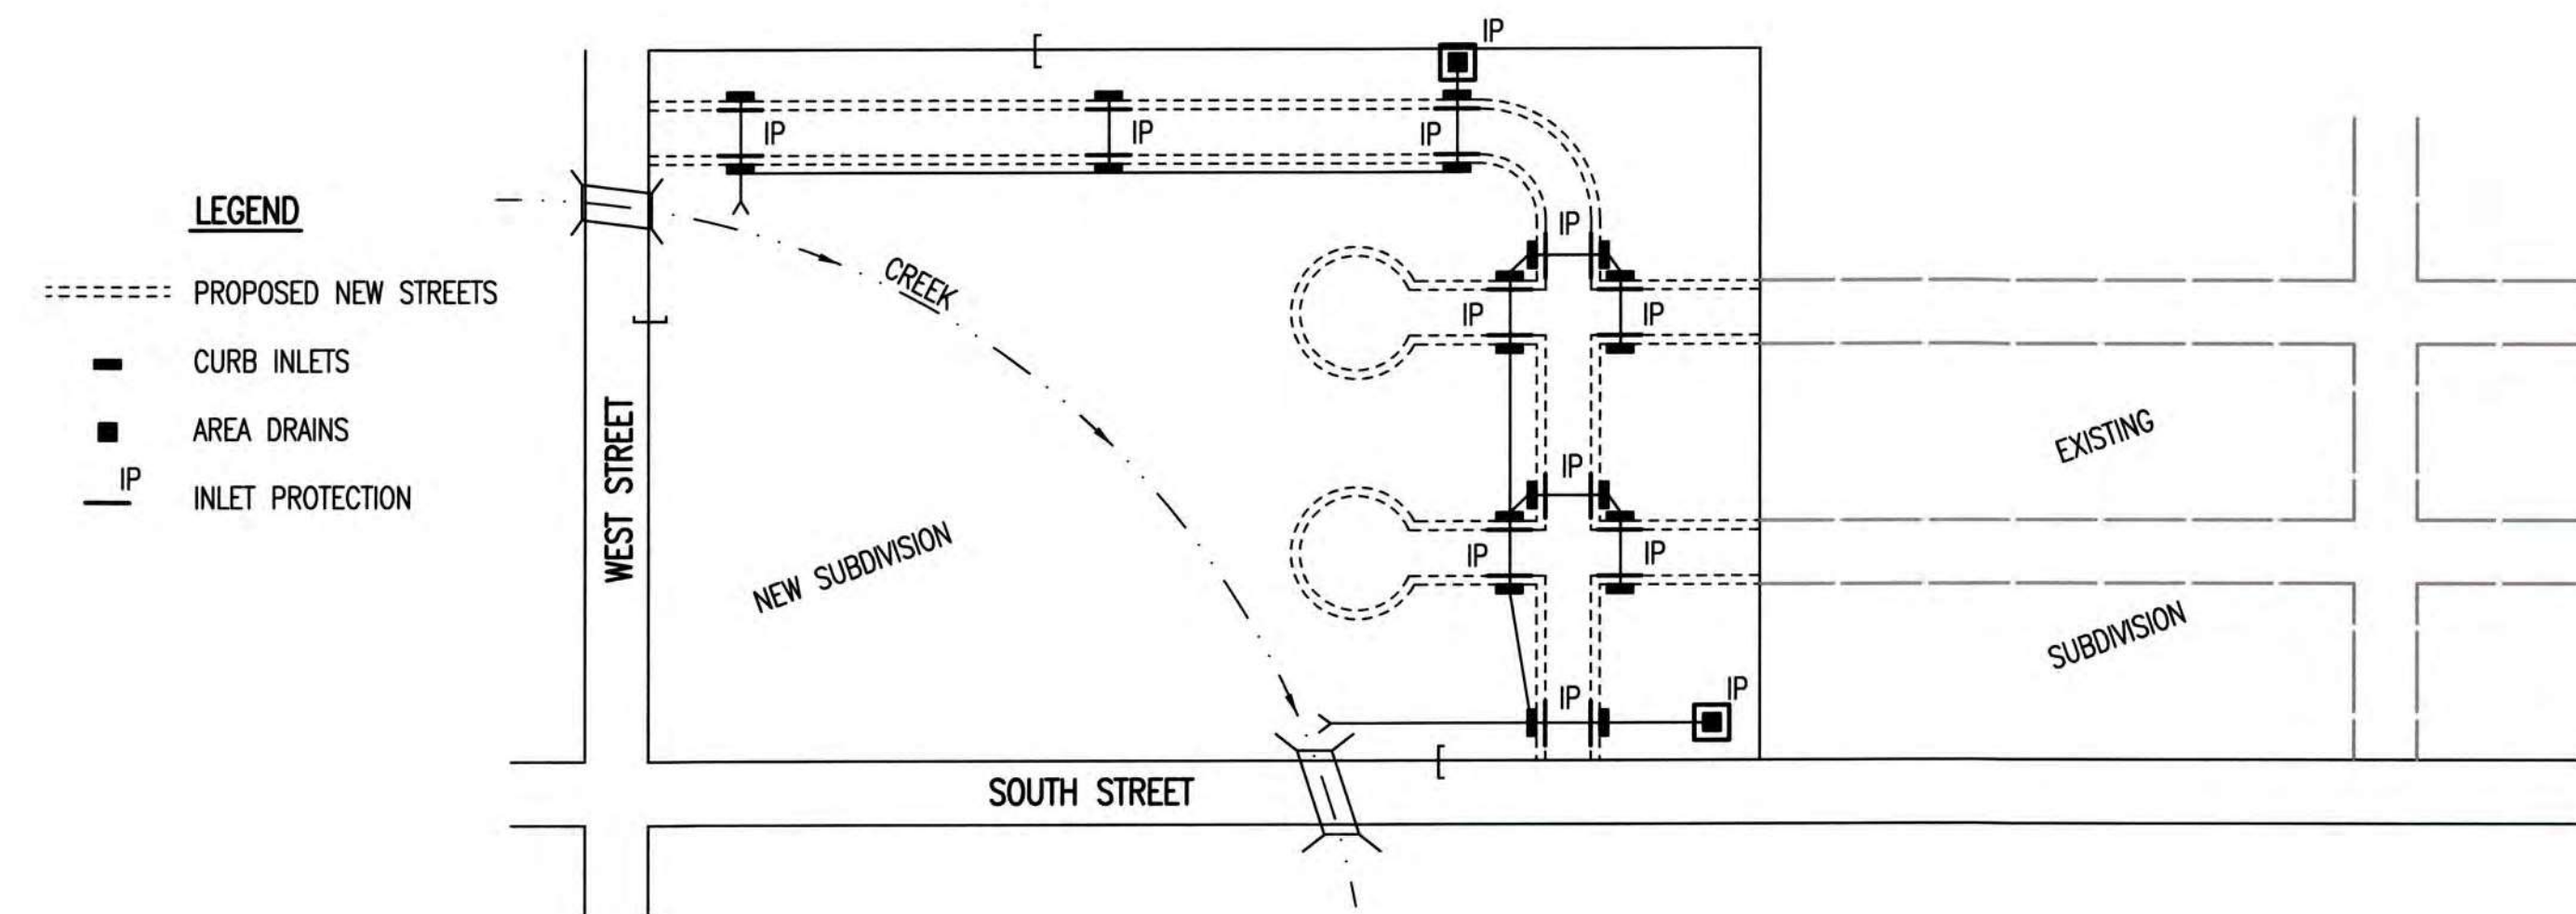 LEGEND
PROPOSED NEW STREETS
CURB INLETS
AREA DRAINS
IP
INLET PROTECTION
IP
IP
IP
IP
IP
IP
IP
IP
IP
IP
IP
IP
CREEK
WEST STREET
NEW SUBDIVISION
SOUTH STREET
EXISTING
SUBDIVISION